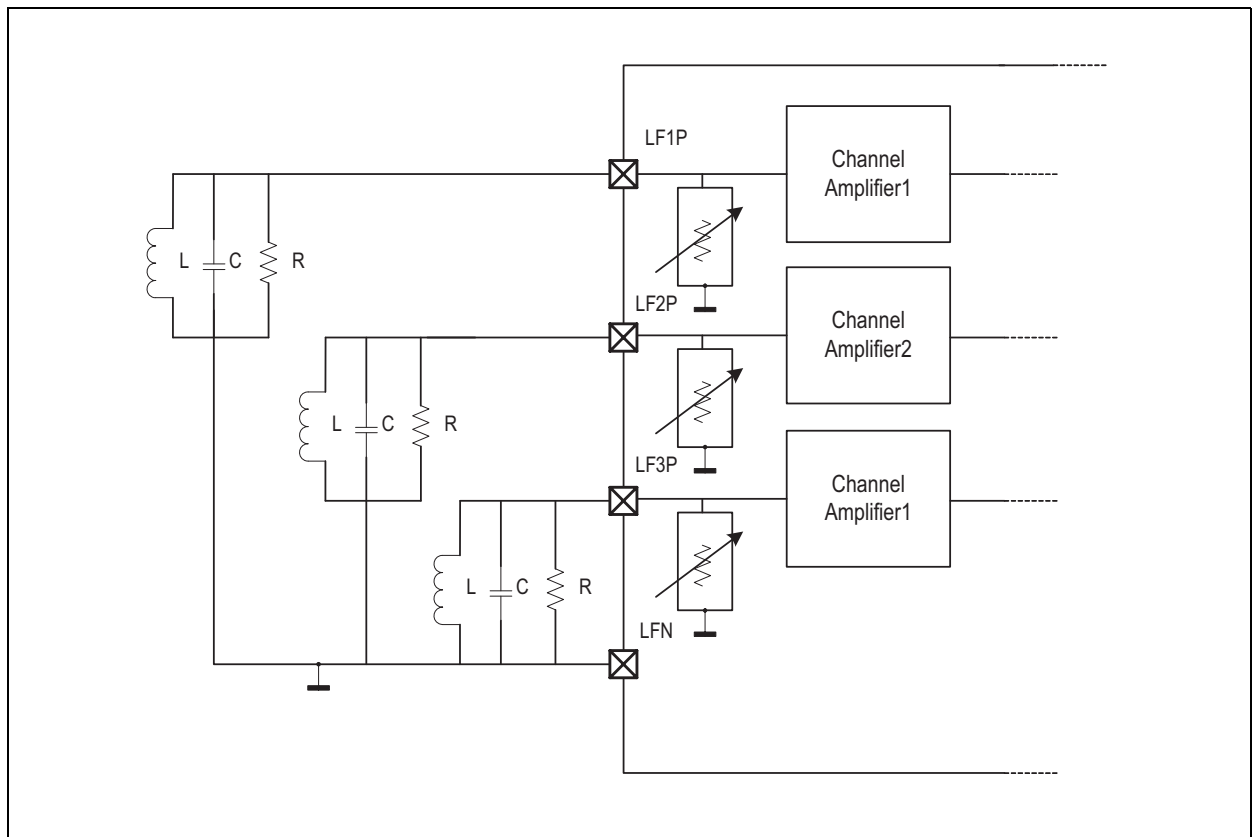 LF1P
Channel
Amplifier1
L
C
R
LF2P
Channel
Amplifier2
L
C
R
LF3P
Channel
Amplifier1
L
C
R
LFN